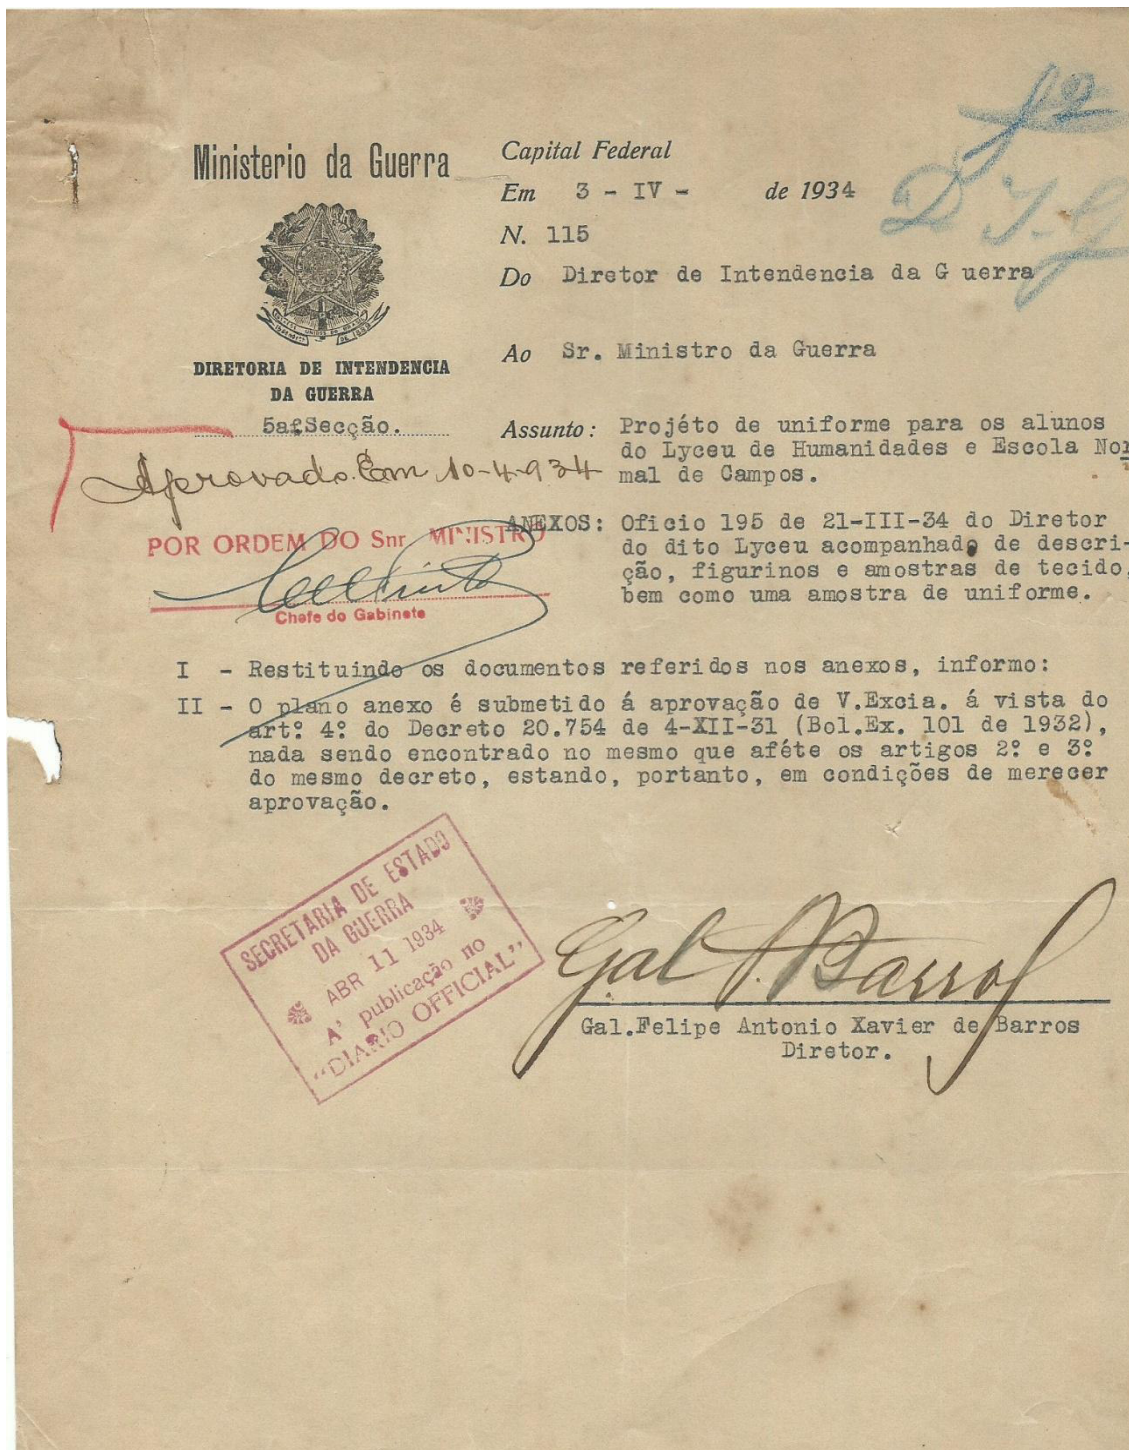 Ministerio da Guerra
DIRETORIA DE INTENDENCIA
DA GUERRA
5a. Secção.
Capital Federal
Em 3 - IV - de 1934
N. 115
Do Diretor de Intendencia da G uerra
Ao Sr. Ministro da Guerra
Assunto: Projéto de uniforme para os alunos
do Lyceu de Humanidades e Escola Nor
mal de Campos.
Aprovado. Em 10-4-934
POR ORDEM DO Snr. MINISTRO
Chefe do Gabinete
ANEXOS: Oficio 195 de 21-III-34 do Diretor
do dito Lyceu acompanhado de descri-
ção, figurinos e amostras de tecido,
bem como uma amostra de uniforme.
I - Restituindo os documentos referidos nos anexos, informo:
II - O plano anexo é submetido á aprovação de V.Excia. á vista do
artº 4º do Decreto 20.754 de 4-XII-31 (Bol.Ex. 101 de 1932),
nada sendo encontrado no mesmo que aféte os artigos 2º e 3º
do mesmo decreto, estando, portanto, em condições de merecer
aprovação.
SECRETARIA DE ESTADO
DA GUERRA
ABR 11 1934
A' publicação no
"DIARIO OFFICIAL"
Gal Barros
Gal.Felipe Antonio Xavier de Barros
Diretor.